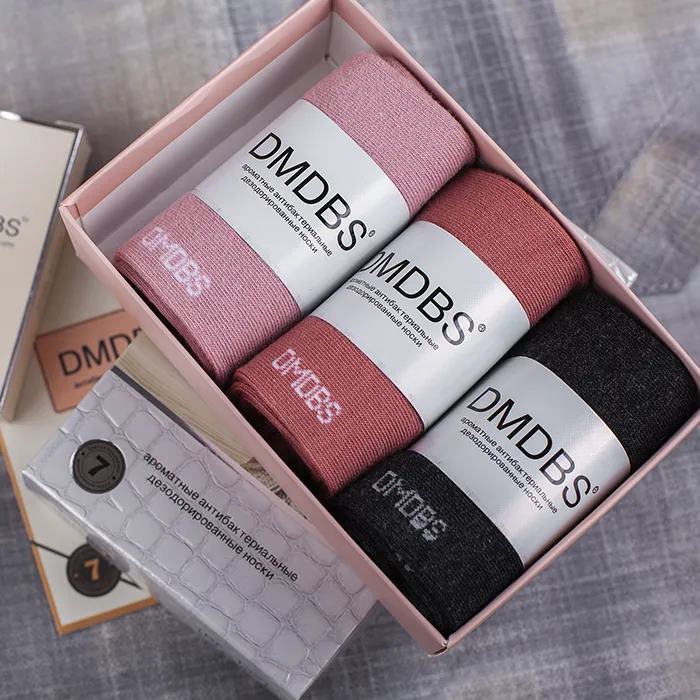 DMDBS®
ароматные антибактериальные
дезодорированные носки
DMDBS
DMDBS®
ароматные антибактериальные
дезодорированные носки
DMDBS
DMDBS®
ароматные антибактериальные
дезодорированные носки
DMDBS
BS
DMD
7
ароматные антибактериальные
дезодорированные носки
7